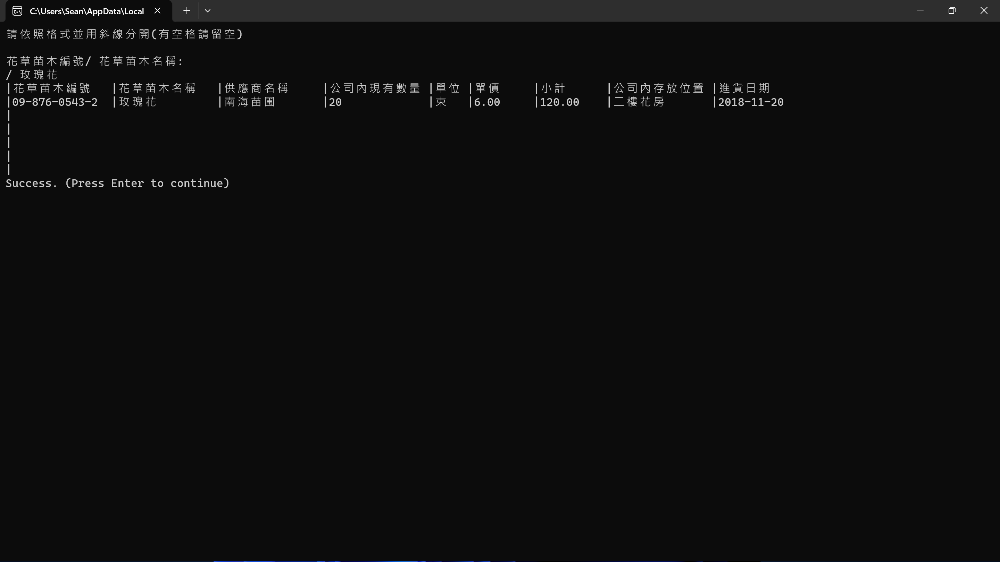 C:\Users\Sean\AppData\Local
請依照格式並用斜線分開(有空格請留空)
花草苗木編號/ 花草苗木名稱:
/ 玫瑰花
|花草苗木編號 |花草苗木名稱 |供應商名稱 |公司內現有數量 |單位 |單價 |小計 |公司內存放位置 |進貨日期
|09-876-0543-2 |玫瑰花 |南海苗圃 |20 |束 |6.00 |120.00 |二樓花房 |2018-11-20
|
|
|
|
|
Success. (Press Enter to continue)